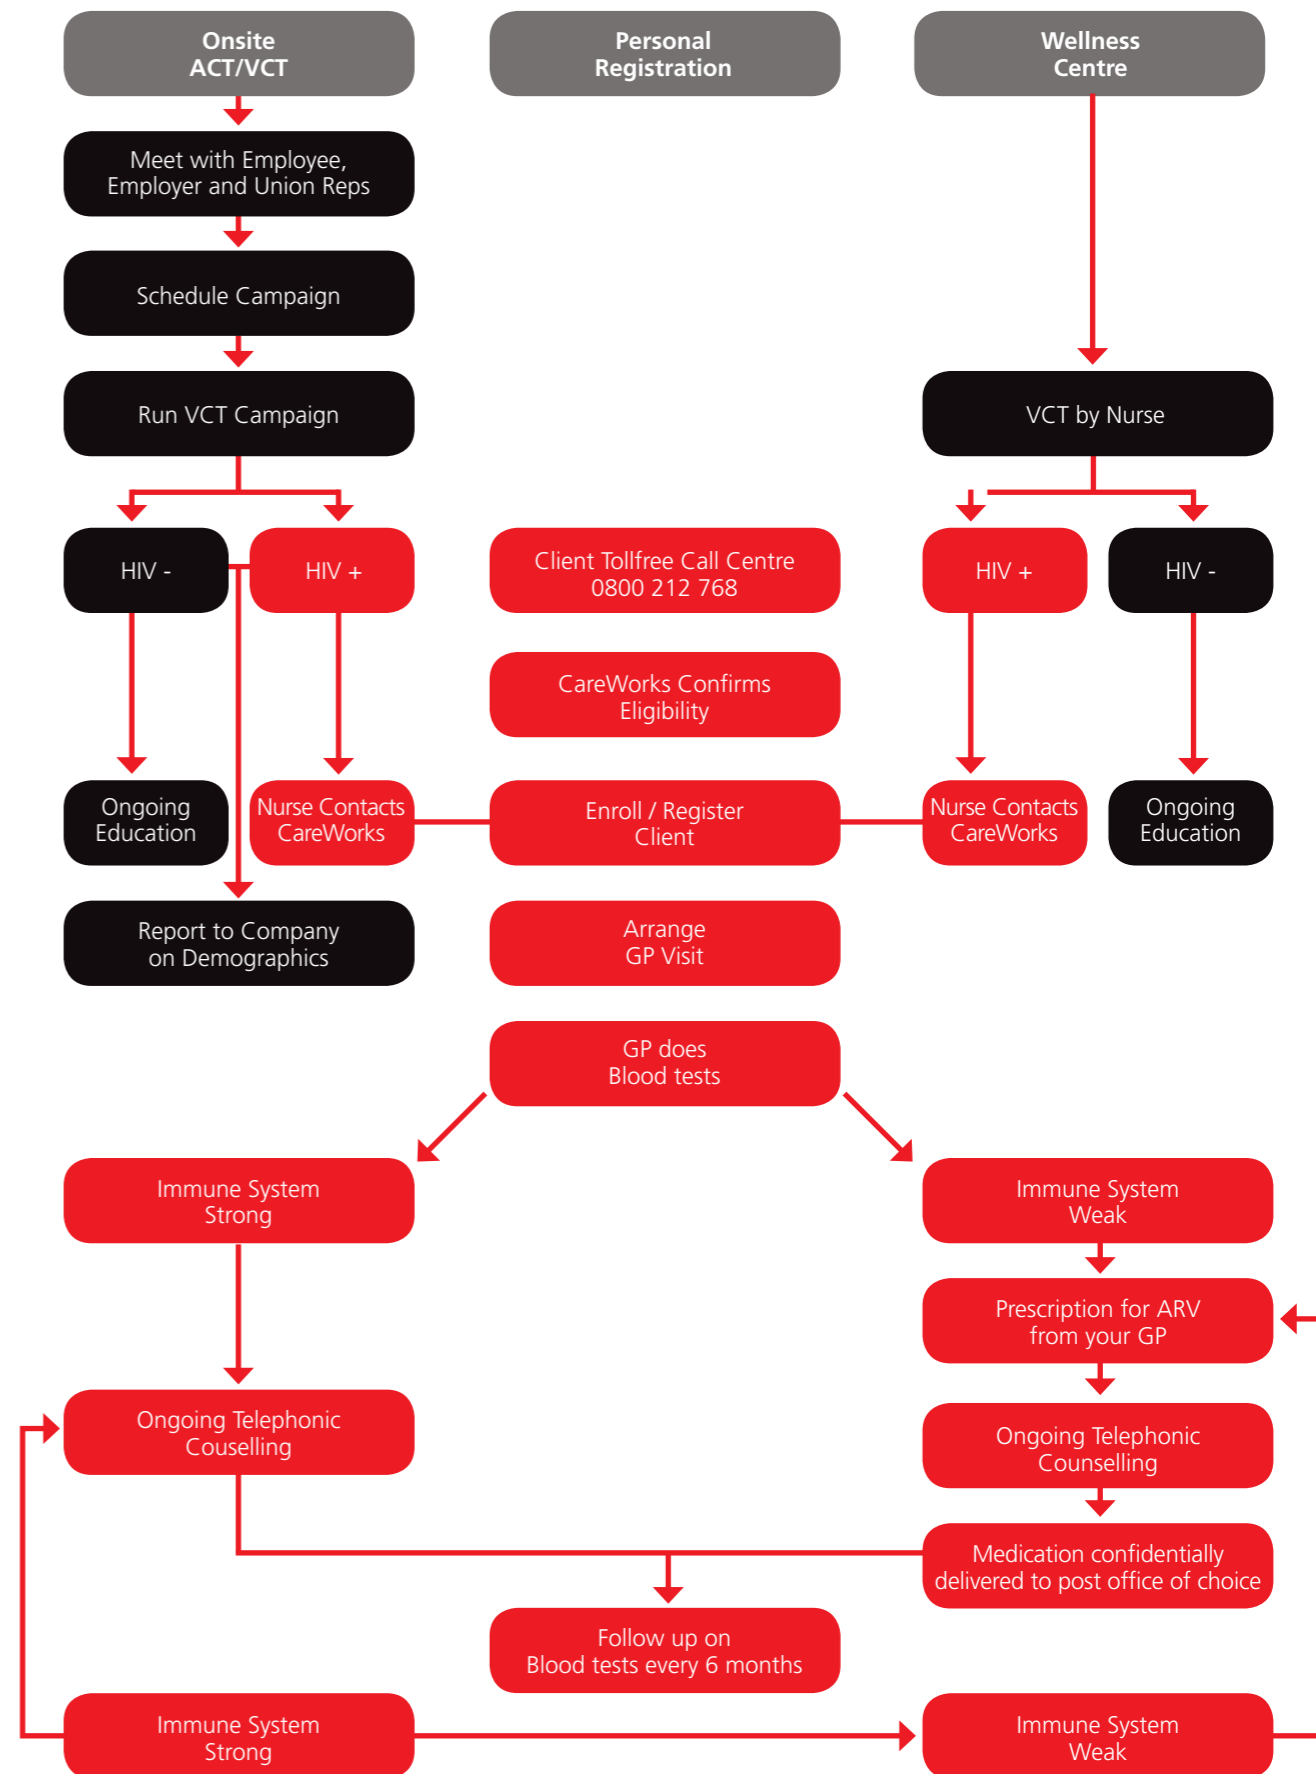 Onsite
ACT/VCT
Personal
Registration
Wellness
Centre
Meet with Employee,
Employer and Union Reps
Schedule Campaign
Run VCT Campaign
VCT by Nurse
HIV -
HIV +
Client Tollfree Call Centre
0800 212 768
HIV +
HIV -
CareWorks Confirms
Eligibility
Ongoing
Education
Nurse Contacts
CareWorks
Enroll / Register
Client
Nurse Contacts
CareWorks
Ongoing
Education
Report to Company
on Demographics
Arrange
GP Visit
GP does
Blood tests
Immune System
Strong
Immune System
Weak
Prescription for ARV
from your GP
Ongoing Telephonic
Couselling
Ongoing Telephonic
Counselling
Medication confidentially
delivered to post office of choice
Follow up on
Blood tests every 6 months
Immune System
Strong
Immune System
Weak